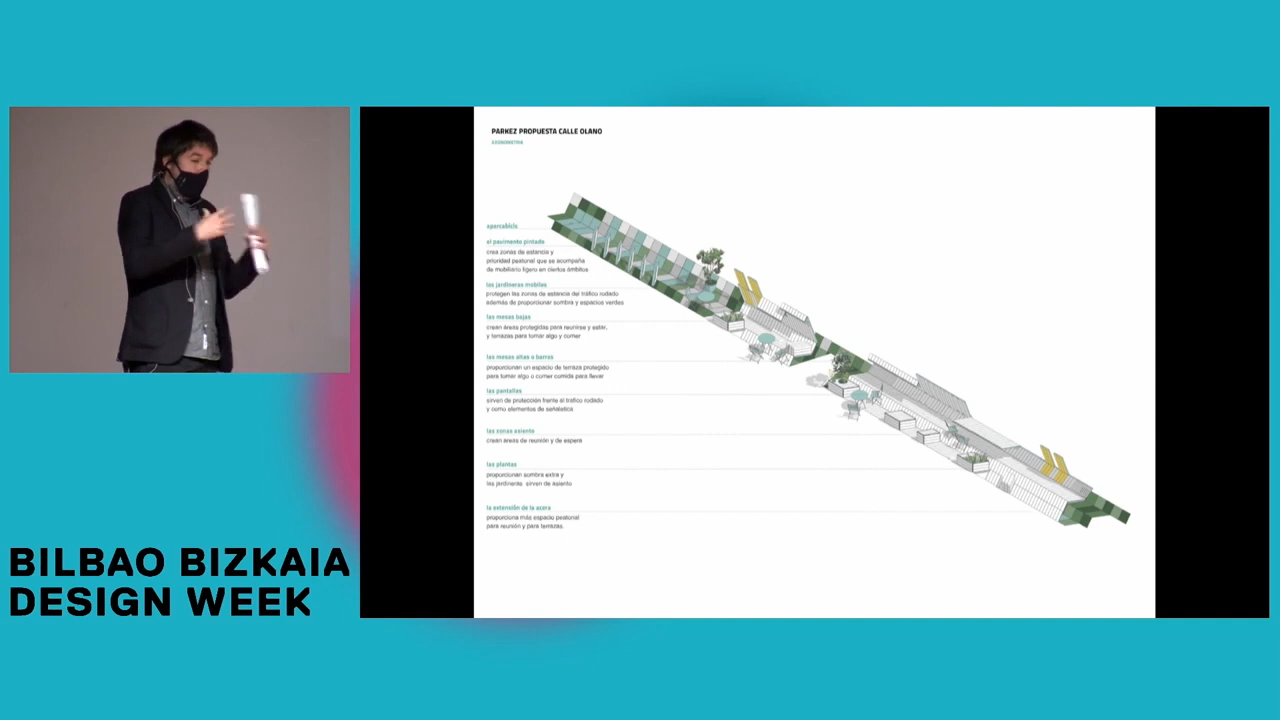 PARKEZ PROPUESTA CALLE OLANO
AXONOMETRIA
aparcabicis
el pavimento pintado
crea zonas de estancia y
prioridad peatonal que se acompaña
de mobiliario ligero en ciertos ámbitos
las jardineras mobiles
protegen las zonas de estancia del tráfico rodado
además de proporcionar sombra y espacios verdes
las mesas bajas
crean áreas protegidas para reunirse y estar.
y terrazas para tomar algo y comer
las mesas altas o barras
proporcionan un espacio de terraza protegido
para tomar algo o comer comida para llevar
las pantallas
sirven de protección frente al tráfico rodado
y como elementos de señalética
las zonas asiento
crean áreas de reunión y de espera
las plantas
proporcionan sombra extra y
las jardineras sirven de asiento
la extensión de la acera
proporciona más espacio peatonal
para reunión y para terrazas.
BILBAO BIZKAIA
DESIGN WEEK